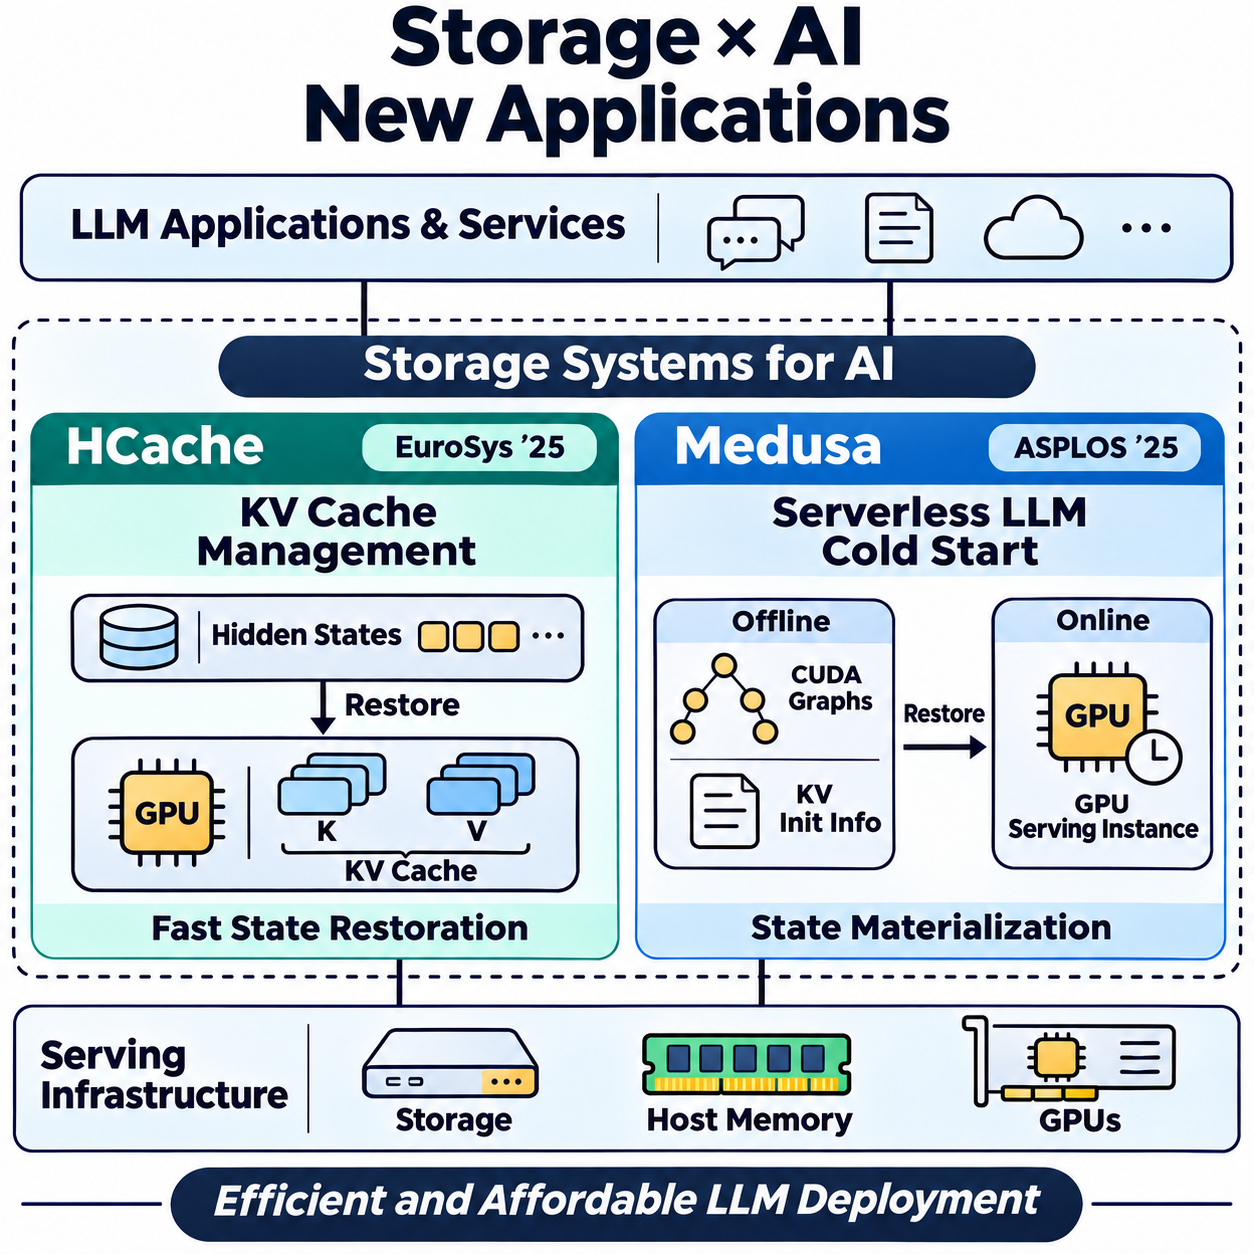 Storage × AI
New Applications
LLM Applications & Services
Storage Systems for AI
HCache
EuroSys ’25
KV Cache
Management
Hidden States
Restore
GPU
K
V
KV Cache
Fast State Restoration
Medusa
ASPLOS ’25
Serverless LLM
Cold Start
Offline
CUDA
Graphs
KV
Init Info
Restore
Online
GPU
GPU
Serving Instance
State Materialization
Serving
Infrastructure
Storage
Host Memory
GPUs
Efficient and Affordable LLM Deployment